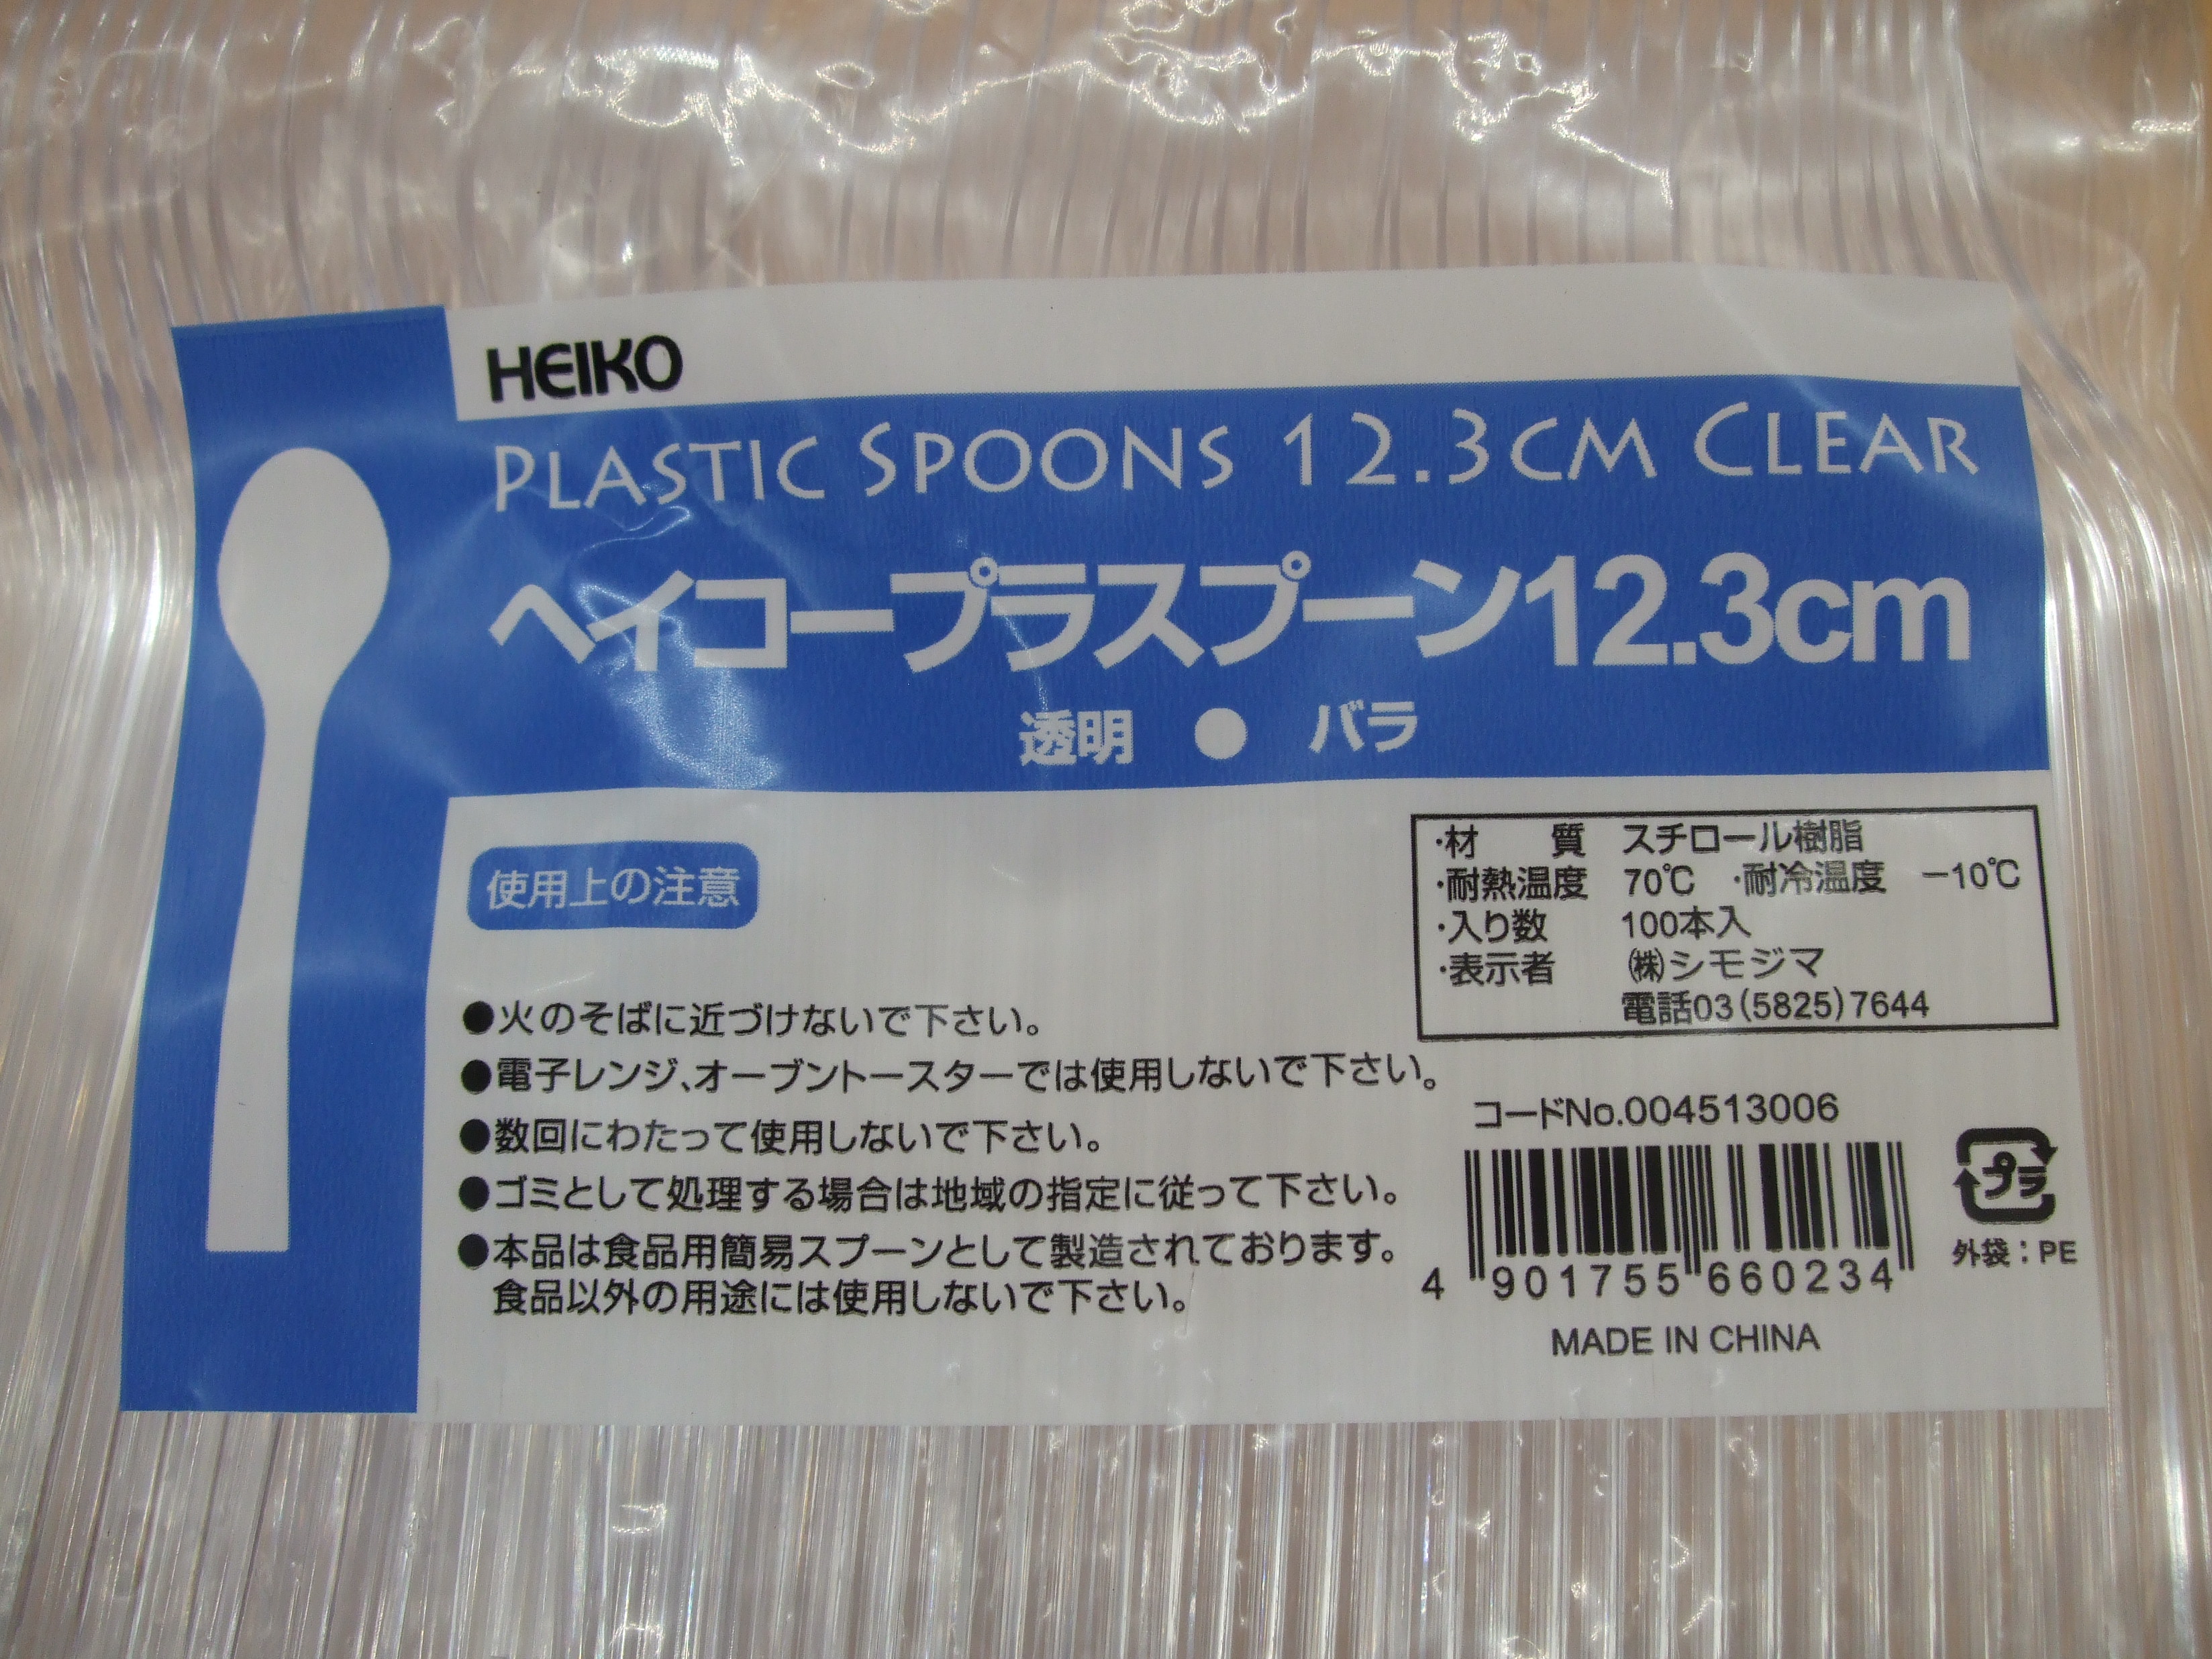 HEIKO
PLASTIC SPOONS 12.3CM CLEAR
ヘイコープラスプーン12.3cm
透明 ● バラ
使用上の注意
●火のそばに近づけないで下さい。
●電子レンジ、オーブントースターでは使用しないで下さい。
●数回にわたって使用しないで下さい。
●ゴミとして処理する場合は地域の指定に従って下さい。
●本品は食品用簡易スプーンとして製造されております。
食品以外の用途には使用しないで下さい。
・材 質 スチロール樹脂
・耐熱温度 70℃ ・耐冷温度 −10℃
・入り数 100本入
・表示者 ㈱シモジマ
電話03(5825)7644
コードNo.004513006
4 901755 660234
MADE IN CHINA
プラ
外袋：PE